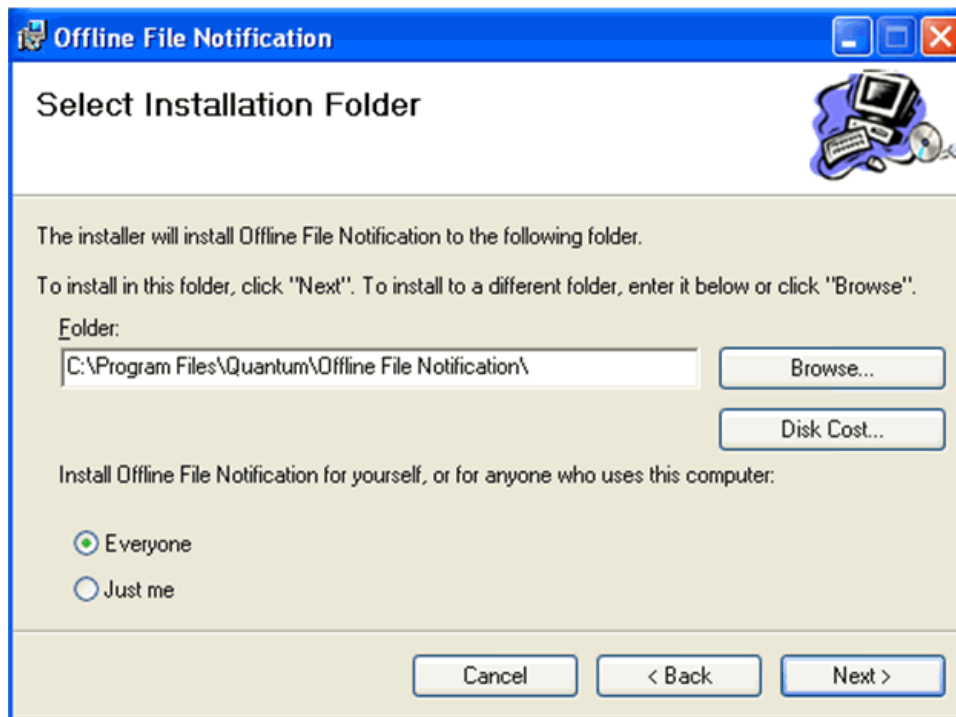 Offline File Notification
Select Installation Folder
The installer will install Offline File Notification to the following folder.
To install in this folder, click "Next". To install to a different folder, enter it below or click "Browse".
Folder:
C:\Program Files\Quantum\Offline File Notification\
Browse...
Disk Cost...
Install Offline File Notification for yourself, or for anyone who uses this computer:
Everyone
Just me
Cancel
< Back
Next >